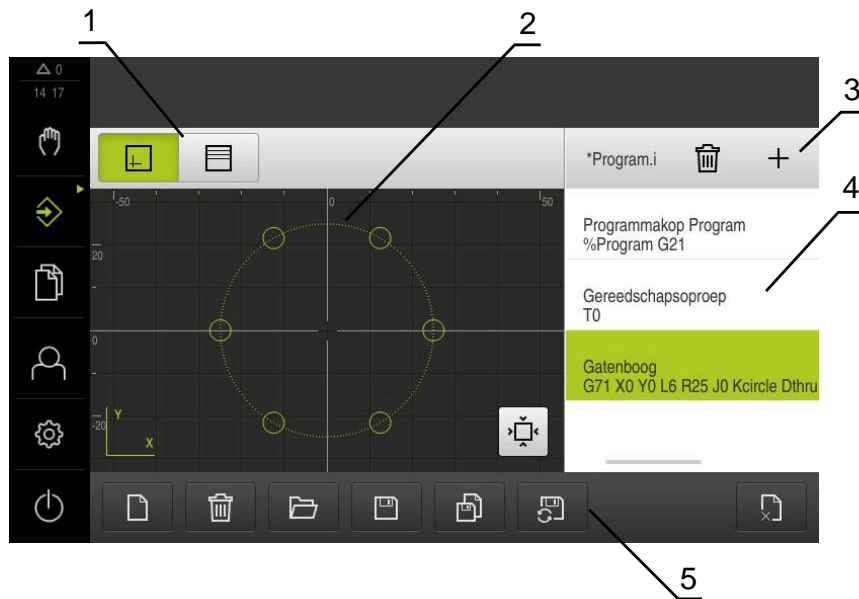 1
2
3
4
5
0
14 17
*Program.i
-50
0
50
20
0
-20
Y
X
Programmakop Program
%Program G21
Gereedschapsoproep
T0
Gatenboog
G71 X0 Y0 L6 R25 J0 Kcircle Dthru